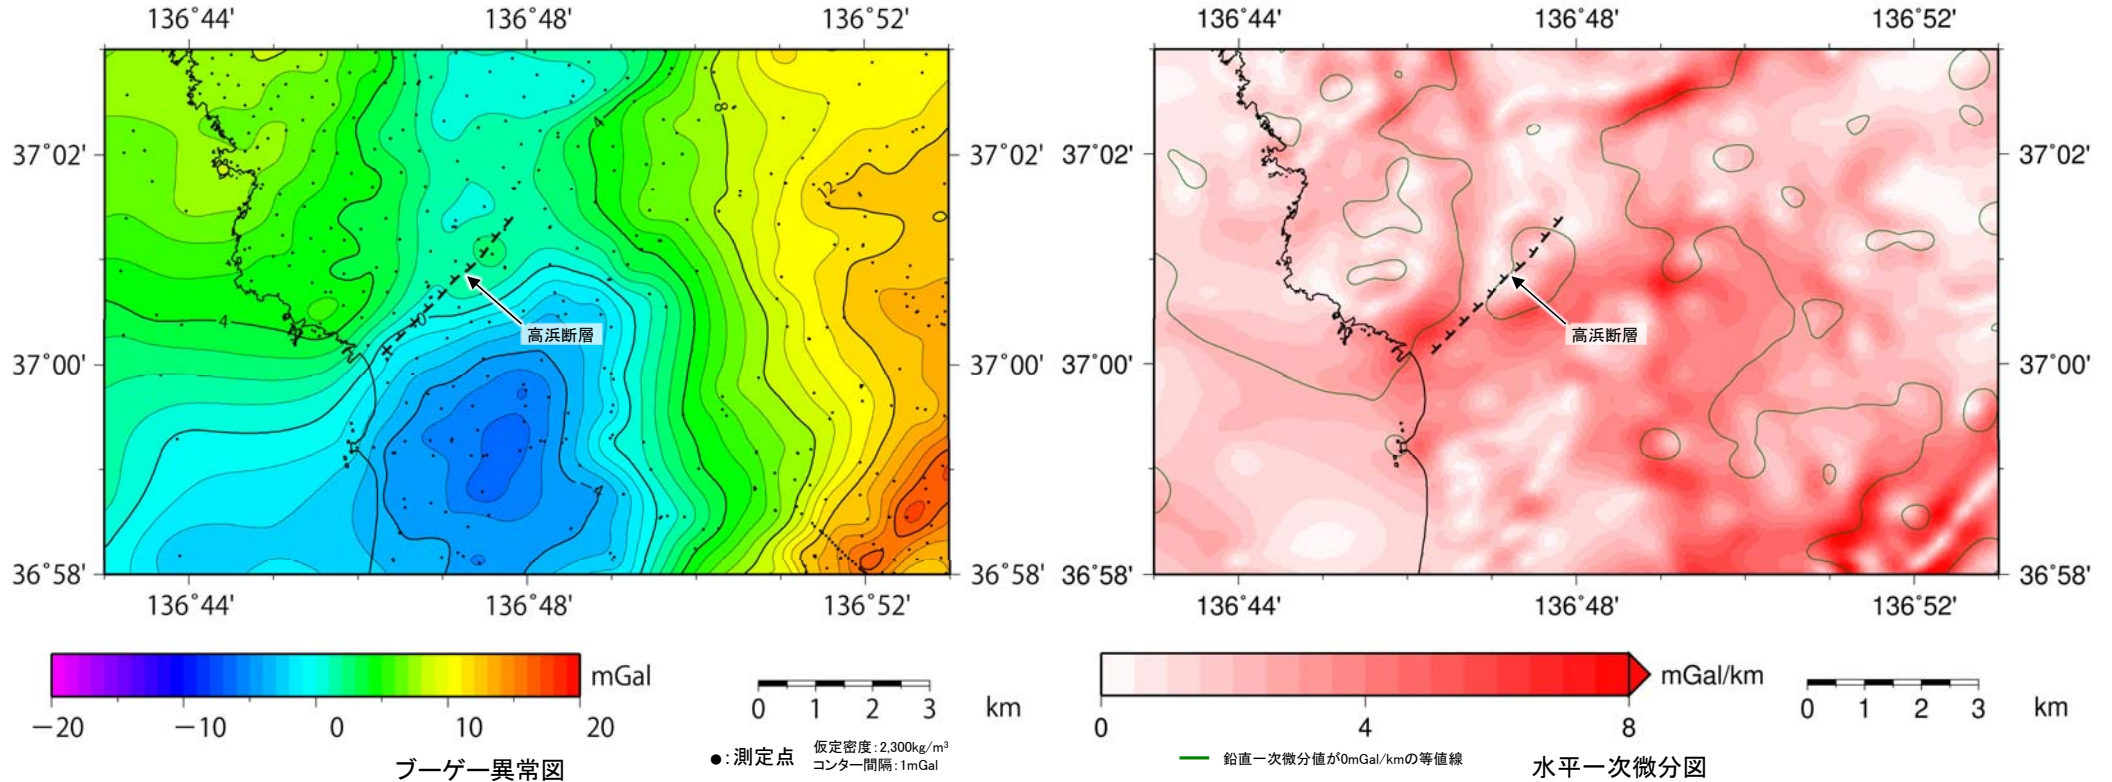 136°44' 136°48' 136°52'
136°44' 136°48' 136°52'
37°02' 37°02' 37°02' 37°02'
37°00' 37°00' 37°00' 37°00'
36°58' 36°58' 36°58' 36°58'
8
4
12
4
0
-4
高浜断層
高浜断層
136°44' 136°48' 136°52'
136°44' 136°48' 136°52'
mGal
−20 −10 0 10 20
ブーゲー異常図
0 1 2 3 km
●:測定点
仮定密度:2,300kg/m³
コンター間隔:1mGal
mGal/km
0 4 8
鉛直一次微分値が0mGal/kmの等値線
水平一次微分図
0 1 2 3 km